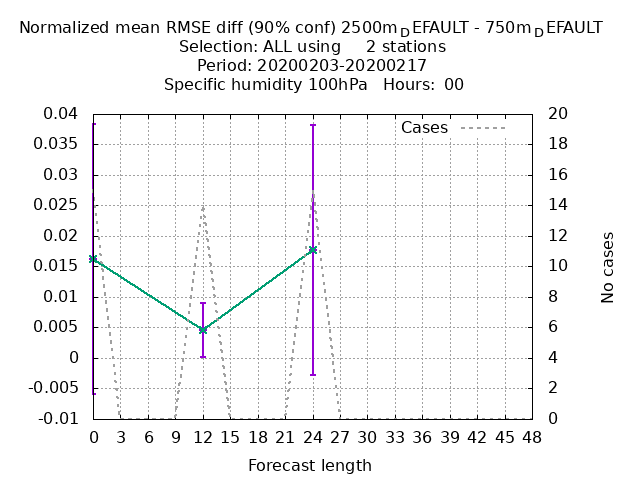 Normalized mean RMSE diff (90% conf) 2500m_DEFAULT - 750m_DEFAULT
Selection: ALL using     2 stations
Period: 20200203-20200217
Specific humidity 100hPa   Hours: 00
Cases
0.04
0.035
0.03
0.025
0.02
0.015
0.01
0.005
0
-0.005
-0.01
20
18
16
14
12
10
8
6
4
2
0
No cases
0 3 6 9 12 15 18 21 24 27 30 33 36 39 42 45 48
Forecast length